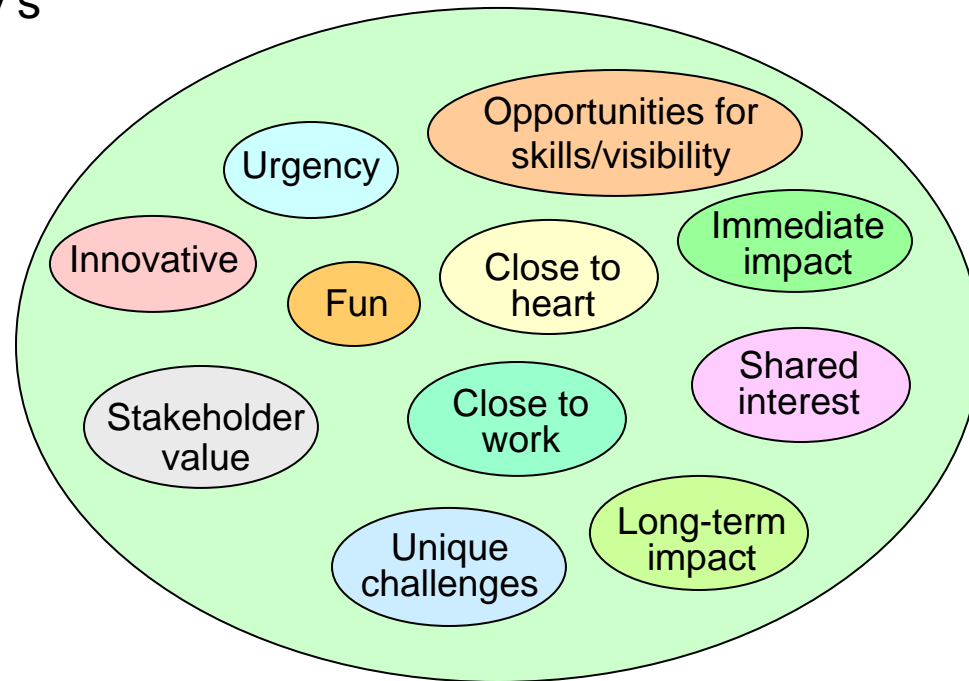 Opportunities for
skills/visibility
Urgency
Immediate
impact
Innovative
Close to
heart
Fun
Shared
interest
Stakeholder
value
Close to
work
Long-term
impact
Unique
challenges